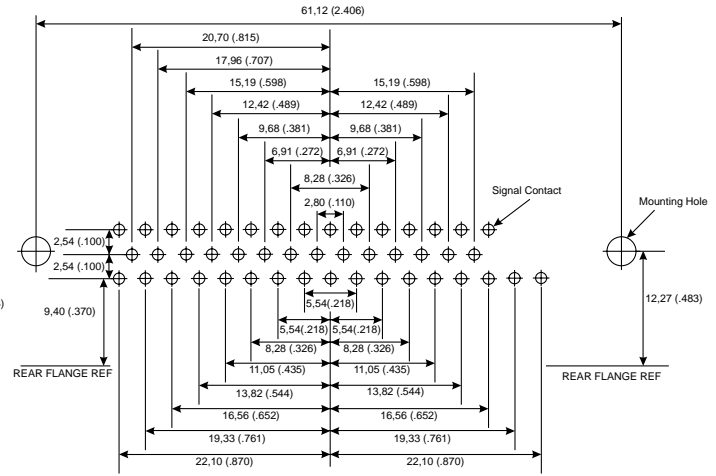 61,12 (2.406)
20,70 (.815)
17,96 (.707)
15,19 (.598) 15,19 (.598)
12,42 (.489) 12,42 (.489)
9,68 (.381) 9,68 (.381)
6,91 (.272) 6,91 (.272)
8,28 (.326)
Signal Contact
2,80 (.110)
Mounting Hole
2,54 (.100)
2,54 (.100)
5,54(.218)
9,40 (.370) 12,27 (.483)
5,54(.218) 5,54(.218)
8,28 (.326) 8,28 (.326)
11,05 (.435) 11,05 (.435)
REAR FLANGE REF REAR FLANGE REF
13,82 (.544) 13,82 (.544)
16,56 (.652) 16,56 (.652)
19,33 (.761) 19,33 (.761)
22,10 (.870) 22,10 (.870)